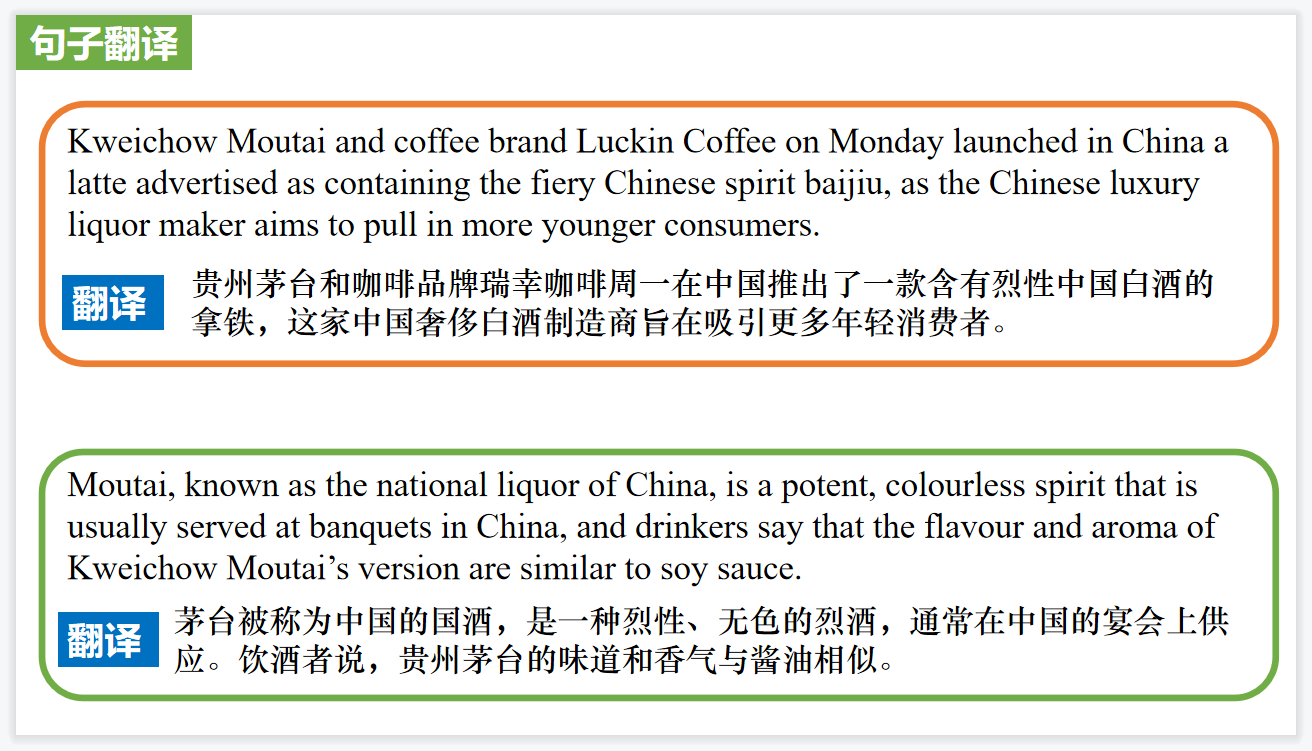 句子翻译
Kweichow Moutai and coffee brand Luckin Coffee on Monday launched in China a
latte advertised as containing the fiery Chinese spirit baijiu, as the Chinese luxury
liquor maker aims to pull in more younger consumers.
翻译
贵州茅台和咖啡品牌瑞幸咖啡周一在中国推出了一款含有烈性中国白酒的
拿铁，这家中国奢侈白酒制造商旨在吸引更多年轻消费者。
Moutai, known as the national liquor of China, is a potent, colourless spirit that is
usually served at banquets in China, and drinkers say that the flavour and aroma of
Kweichow Moutai’s version are similar to soy sauce.
翻译
茅台被称为中国的国酒，是一种烈性、无色的烈酒，通常在中国的宴会上供
应。饮酒者说，贵州茅台的味道和香气与酱油相似。